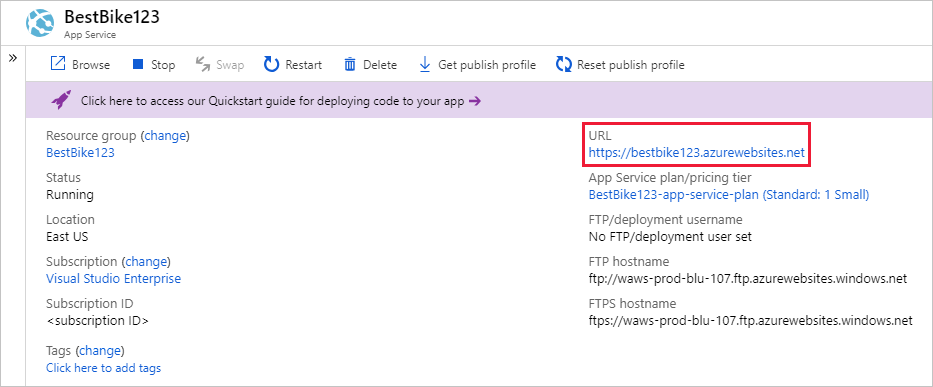 BestBike123
App Service
»
Browse Stop Swap Restart Delete Get publish profile Reset publish profile
Click here to access our Quickstart guide for deploying code to your app →
Resource group (change)
BestBike123
Status
Running
Location
East US
Subscription (change)
Visual Studio Enterprise
Subscription ID
<subscription ID>
Tags (change)
Click here to add tags
URL
https://bestbike123.azurewebsites.net
App Service plan/pricing tier
BestBike123-app-service-plan (Standard: 1 Small)
FTP/deployment username
No FTP/deployment user set
FTP hostname
ftp://waws-prod-blu-107.ftp.azurewebsites.windows.net
FTPS hostname
ftps://waws-prod-blu-107.ftp.azurewebsites.windows.net